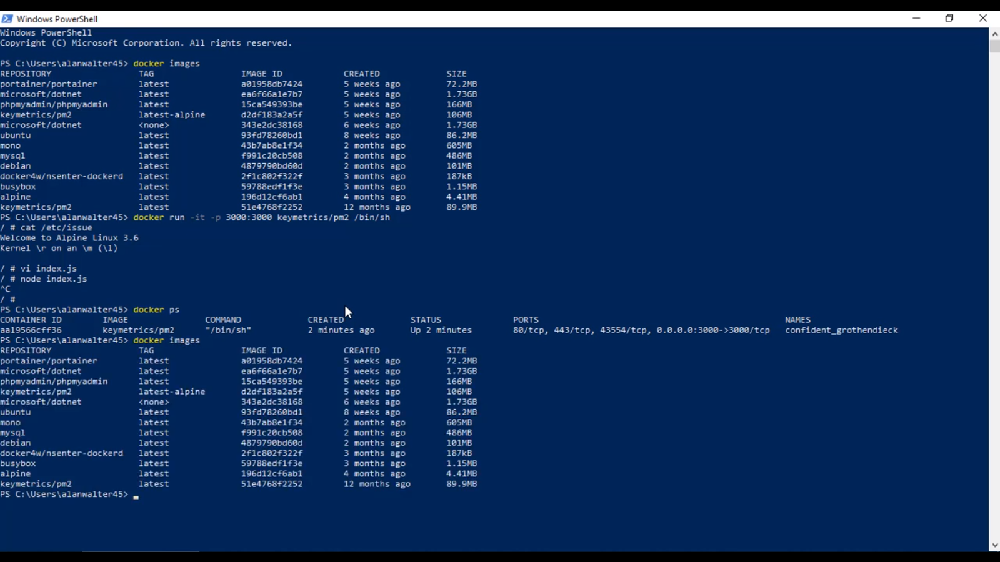 Windows PowerShell
Windows PowerShell
Copyright (C) Microsoft Corporation. All rights reserved.
PS C:\Users\alanwalter45> docker images
REPOSITORY TAG IMAGE ID CREATED SIZE
portainer/portainer latest a01958db7424 5 weeks ago 72.2MB
microsoft/dotnet latest ea6f66a1e7b7 5 weeks ago 1.73GB
phpmyadmin/phpmyadmin latest 15ca549393be 5 weeks ago 166MB
keymetrics/pm2 latest-alpine d2df183a2a5f 5 weeks ago 106MB
microsoft/dotnet <none> 343e2dc38168 6 weeks ago 1.73GB
ubuntu latest 93fd78260bd1 8 weeks ago 86.2MB
mono latest 43b7ab8e1f34 2 months ago 605MB
mysql latest f991c20cb508 2 months ago 486MB
debian latest 4879790bd60d 2 months ago 101MB
docker4w/nsenter-dockerd latest 2f1c802f322f 3 months ago 187kB
busybox latest 59788edf1f3e 3 months ago 1.15MB
alpine latest 196d12cf6ab1 4 months ago 4.41MB
keymetrics/pm2 latest 51e4768f2252 12 months ago 89.9MB
PS C:\Users\alanwalter45> docker run -it -p 3000:3000 keymetrics/pm2 /bin/sh
/ # cat /etc/issue
Welcome to Alpine Linux 3.6
Kernel \r on an \m (\l)
/ # vi index.js
/ # node index.js
^C
/ #
PS C:\Users\alanwalter45> docker ps
CONTAINER ID IMAGE COMMAND CREATED STATUS PORTS NAMES
aa19566cff36 keymetrics/pm2 "/bin/sh" 2 minutes ago Up 2 minutes 80/tcp, 443/tcp, 43554/tcp, 0.0.0.0:3000->3000/tcp confident_grothendieck
PS C:\Users\alanwalter45> docker images
REPOSITORY TAG IMAGE ID CREATED SIZE
portainer/portainer latest a01958db7424 5 weeks ago 72.2MB
microsoft/dotnet latest ea6f66a1e7b7 5 weeks ago 1.73GB
phpmyadmin/phpmyadmin latest 15ca549393be 5 weeks ago 166MB
keymetrics/pm2 latest-alpine d2df183a2a5f 5 weeks ago 106MB
microsoft/dotnet <none> 343e2dc38168 6 weeks ago 1.73GB
ubuntu latest 93fd78260bd1 8 weeks ago 86.2MB
mono latest 43b7ab8e1f34 2 months ago 605MB
mysql latest f991c20cb508 2 months ago 486MB
debian latest 4879790bd60d 2 months ago 101MB
docker4w/nsenter-dockerd latest 2f1c802f322f 3 months ago 187kB
busybox latest 59788edf1f3e 3 months ago 1.15MB
alpine latest 196d12cf6ab1 4 months ago 4.41MB
keymetrics/pm2 latest 51e4768f2252 12 months ago 89.9MB
PS C:\Users\alanwalter45>